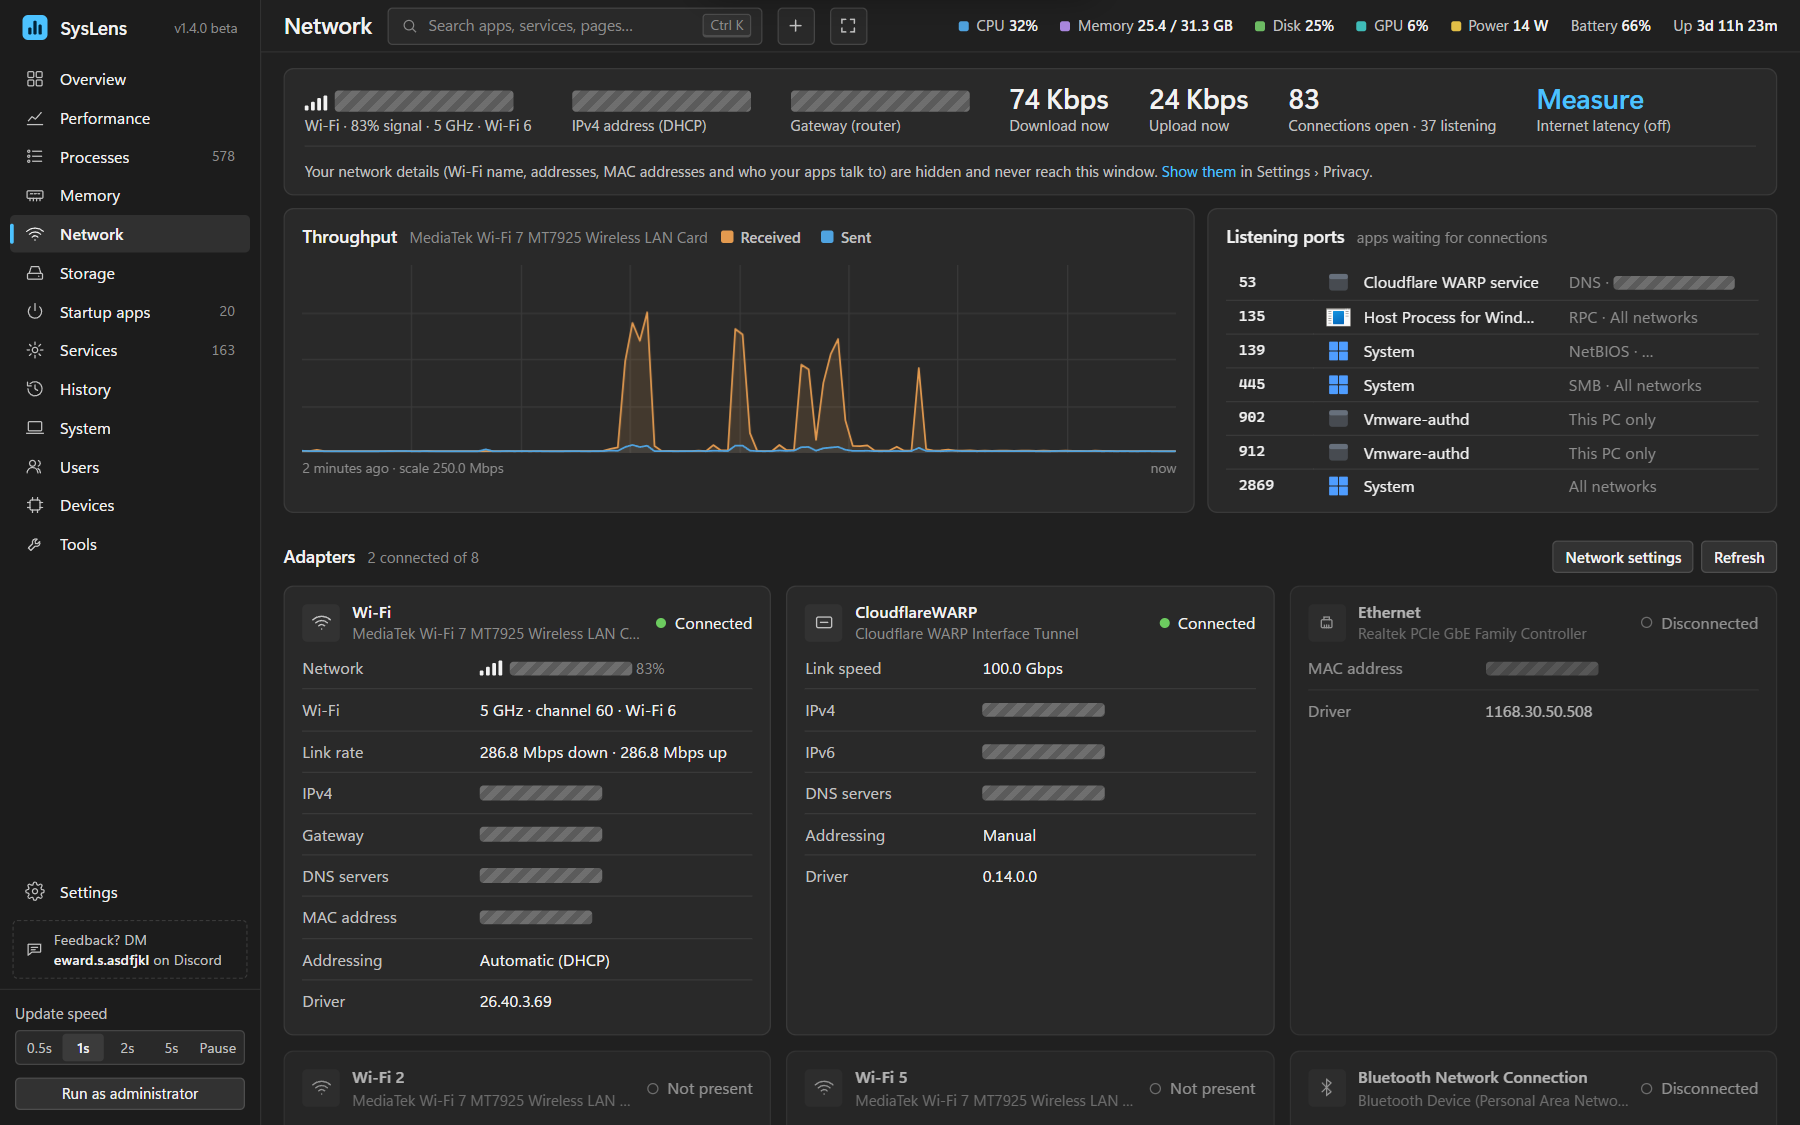 SysLens v1.4.0 beta
Overview
Performance
Processes 578
Memory
Network
Storage
Startup apps 20
Services 163
History
System
Users
Devices
Tools
Settings
Feedback? DM
eward.s.asdfjkl on Discord
Update speed
0.5s 1s 2s 5s Pause
Run as administrator
Network Search apps, services, pages... Ctrl K + CPU 32% Memory 25.4 / 31.3 GB Disk 25% GPU 6% Power 14 W Battery 66% Up 3d 11h 23m
74 Kbps 24 Kbps 83 Measure
Wi-Fi · 83% signal · 5 GHz · Wi-Fi 6 IPv4 address (DHCP) Gateway (router) Download now Upload now Connections open · 37 listening Internet latency (off)
Your network details (Wi-Fi name, addresses, MAC addresses and who your apps talk to) are hidden and never reach this window. Show them in Settings › Privacy.
Throughput MediaTek Wi-Fi 7 MT7925 Wireless LAN Card Received Sent
2 minutes ago · scale 250.0 Mbps now
Listening ports apps waiting for connections
53 Cloudflare WARP service DNS ·
135 Host Process for Wind... RPC · All networks
139 System NetBIOS · ...
445 System SMB · All networks
902 Vmware-authd This PC only
912 Vmware-authd This PC only
2869 System All networks
Adapters 2 connected of 8 Network settings Refresh
Wi-Fi
MediaTek Wi-Fi 7 MT7925 Wireless LAN C... Connected
Network 83%
Wi-Fi 5 GHz · channel 60 · Wi-Fi 6
Link rate 286.8 Mbps down · 286.8 Mbps up
IPv4
Gateway
DNS servers
MAC address
Addressing Automatic (DHCP)
Driver 26.40.3.69
CloudflareWARP
Cloudflare WARP Interface Tunnel Connected
Link speed 100.0 Gbps
IPv4
IPv6
DNS servers
Addressing Manual
Driver 0.14.0.0
Ethernet
Realtek PCIe GbE Family Controller Disconnected
MAC address
Driver 1168.30.50.508
Wi-Fi 2
MediaTek Wi-Fi 7 MT7925 Wireless LAN ... Not present
Wi-Fi 5
MediaTek Wi-Fi 7 MT7925 Wireless LAN ... Not present
Bluetooth Network Connection
Bluetooth Device (Personal Area Netwo... Disconnected